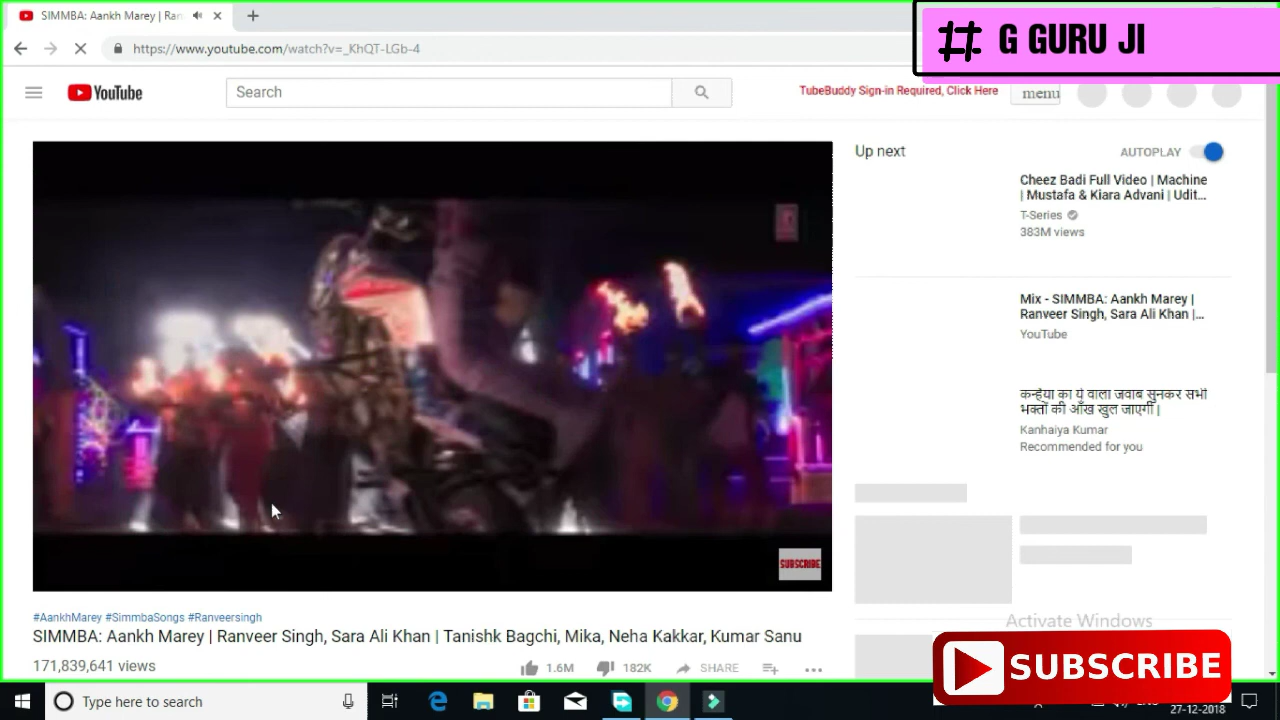 SIMMBA: Aankh Marey | Ran
# G GURU JI
https://www.youtube.com/watch?v=_KhQT-LGb-4
YouTube
Search
TubeBuddy Sign-in Required, Click Here
menu
Up next
AUTOPLAY
Cheez Badi Full Video | Machine
| Mustafa & Kiara Advani | Udit...
T-Series
383M views
Mix - SIMMBA: Aankh Marey |
Ranveer Singh, Sara Ali Khan |...
YouTube
कन्हैया का ये वाला जवाब सुनकर सभी
भक्तों की आँख खुल जाएगी |
Kanhaiya Kumar
Recommended for you
SUBSCRIBE
#AankhMarey #SimmbaSongs #Ranveersingh
SIMMBA: Aankh Marey | Ranveer Singh, Sara Ali Khan | Tanishk Bagchi, Mika, Neha Kakkar, Kumar Sanu
171,839,641 views
1.6M
182K
SHARE
Activate Windows
SUBSCRIBE
Type here to search
27-12-2018